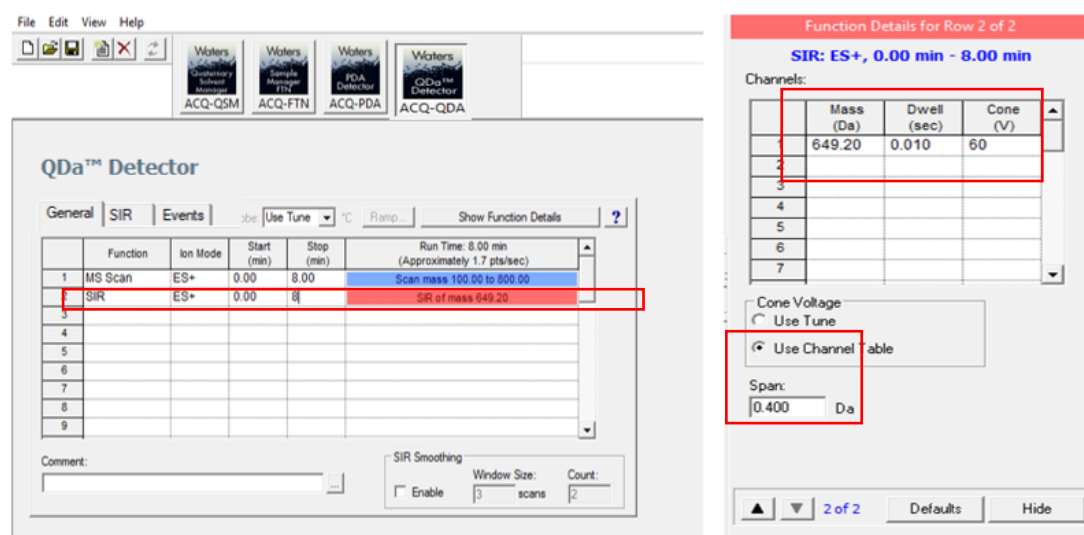 File Edit View Help
Waters
Quaternary
Solvent
Manager
ACQ-QSM
Waters
Sample
Manager
FTN
ACQ-FTN
Waters
PDA
Detector
ACQ-PDA
Waters
QDa™
Detector
ACQ-QDA
QDa™ Detector
General SIR Events Use Tune °C Ramp... Show Function Details ?
Function Ion Mode Start (min) Stop (min) Run Time: 8.00 min (Approximately 1.7 pts/sec)
1 MS Scan ES+ 0.00 8.00 Scan mass 100.00 to 800.00
2 SIR ES+ 0.00 8 SIR of mass 649.20
3
4
5
6
7
8
9
Comment:
...
SIR Smoothing
Window Size: Count:
Enable 3 scans 2
Function Details for Row 2 of 2
SIR: ES+, 0.00 min - 8.00 min
Channels:
Mass (Da) Dwell (sec) Cone (V)
1 649.20 0.010 60
2
3
4
5
6
7
Cone Voltage
Use Tune
Use Channel Table
Span:
0.400 Da
2 of 2 Defaults Hide